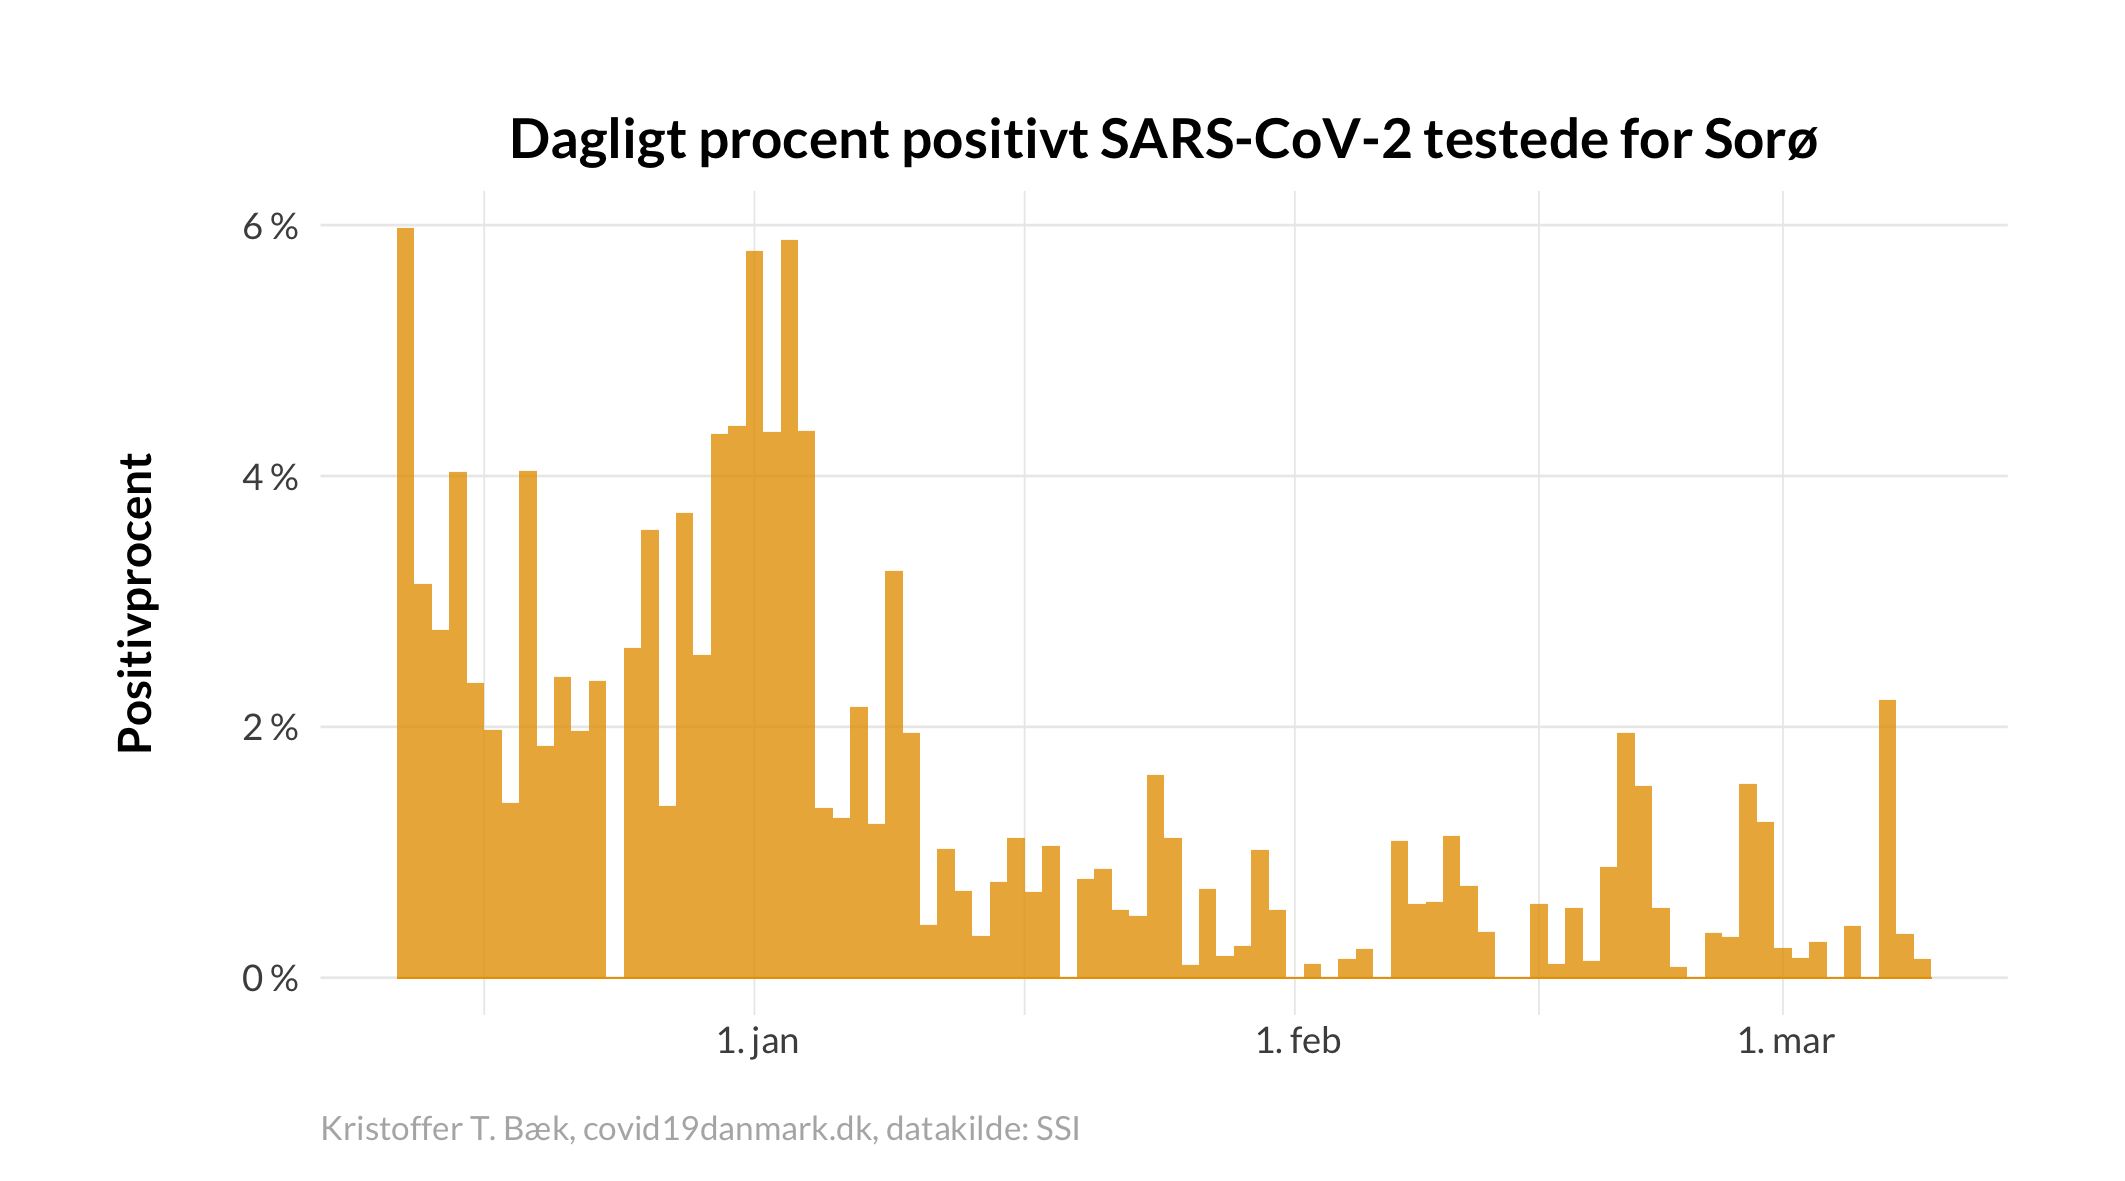 Dagligt procent positivt SARS-CoV-2 testede for Sorø
Positivprocent
6 %
4 %
2 %
0 %
1. jan
1. feb
1. mar
Kristoffer T. Bæk, covid19danmark.dk, datakilde: SSI